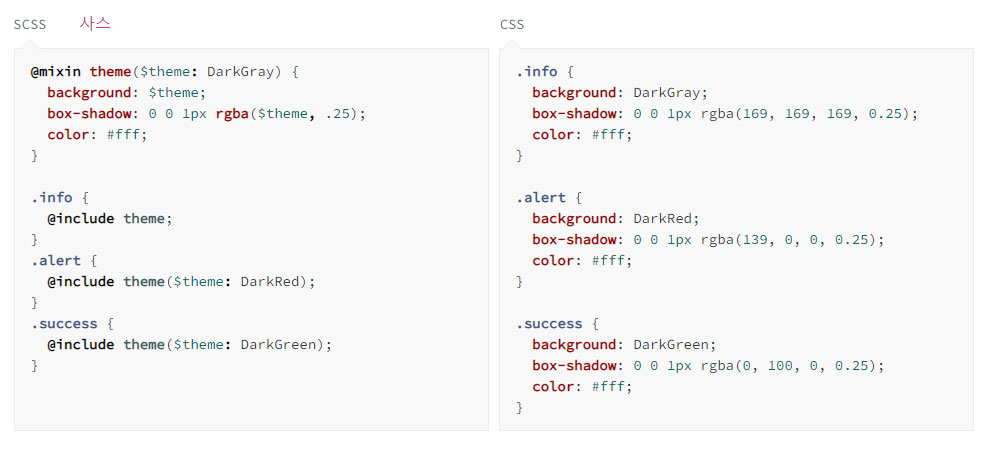 SCSS 사스
@mixin theme($theme: DarkGray) {
  background: $theme;
  box-shadow: 0 0 1px rgba($theme, .25);
  color: #fff;
}

.info {
  @include theme;
}
.alert {
  @include theme($theme: DarkRed);
}
.success {
  @include theme($theme: DarkGreen);
}

CSS
.info {
  background: DarkGray;
  box-shadow: 0 0 1px rgba(169, 169, 169, 0.25);
  color: #fff;
}

.alert {
  background: DarkRed;
  box-shadow: 0 0 1px rgba(139, 0, 0, 0.25);
  color: #fff;
}

.success {
  background: DarkGreen;
  box-shadow: 0 0 1px rgba(0, 100, 0, 0.25);
  color: #fff;
}